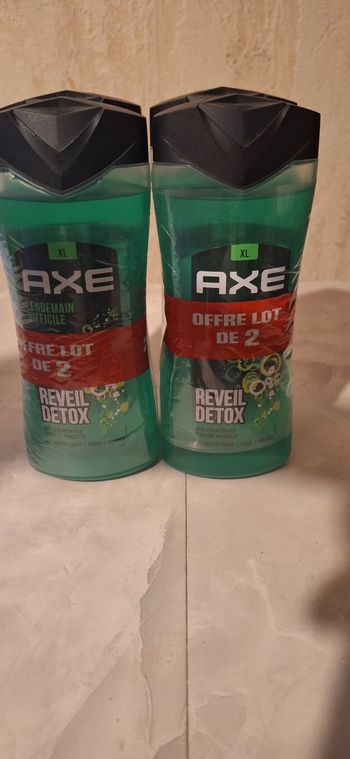 XL
AXE
LENDEMAIN
DIFFICILE
OFFRE LOT
DE 2
REVEIL
DETOX
XL
AXE
OFFRE LOT
DE 2
REVEIL
DETOX